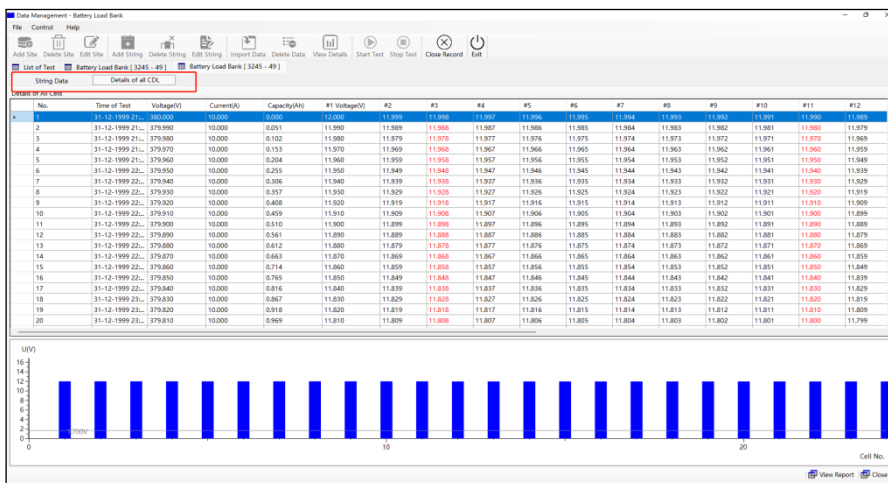 Data Management - Battery Load Bank
File Control Help
Add Site Delete Site Edit Site Add String Delete String Edit String Import Data Delete Data View Details Start Test Stop Test Close Record Exit
List of Test Battery Load Bank [ 3245 - 49 ] Battery Load Bank [ 3245 - 49 ]
String Data Details of all CDL
Details of All Cells
No. Time of Test Voltage(V) Current(A) Capacity(Ah) #1 Voltage(V) #2 #3 #4 #5 #6 #7 #8 #9 #10 #11 #12
1 31-12-1999 21:... 380.000 10.000 0.000 12.000 11.999 11.998 11.997 11.996 11.995 11.994 11.993 11.992 11.991 11.990 11.989
2 31-12-1999 21:... 379.990 10.000 0.051 11.990 11.989 11.988 11.987 11.986 11.985 11.984 11.983 11.982 11.981 11.980 11.979
3 31-12-1999 21:... 379.980 10.000 0.102 11.980 11.979 11.978 11.977 11.976 11.975 11.974 11.973 11.972 11.971 11.970 11.969
4 31-12-1999 21:... 379.970 10.000 0.153 11.970 11.969 11.968 11.967 11.966 11.965 11.964 11.963 11.962 11.961 11.960 11.959
5 31-12-1999 21:... 379.960 10.000 0.204 11.960 11.959 11.958 11.957 11.956 11.955 11.954 11.953 11.952 11.951 11.950 11.949
6 31-12-1999 22:... 379.950 10.000 0.255 11.950 11.949 11.948 11.947 11.946 11.945 11.944 11.943 11.942 11.941 11.940 11.939
7 31-12-1999 22:... 379.940 10.000 0.306 11.940 11.939 11.938 11.937 11.936 11.935 11.934 11.933 11.932 11.931 11.930 11.929
8 31-12-1999 22:... 379.930 10.000 0.357 11.930 11.929 11.928 11.927 11.926 11.925 11.924 11.923 11.922 11.921 11.920 11.919
9 31-12-1999 22:... 379.920 10.000 0.408 11.920 11.919 11.918 11.917 11.916 11.915 11.914 11.913 11.912 11.911 11.910 11.909
10 31-12-1999 22:... 379.910 10.000 0.459 11.910 11.909 11.908 11.907 11.906 11.905 11.904 11.903 11.902 11.901 11.900 11.899
11 31-12-1999 22:... 379.900 10.000 0.510 11.900 11.899 11.898 11.897 11.896 11.895 11.894 11.893 11.892 11.891 11.890 11.889
12 31-12-1999 22:... 379.890 10.000 0.561 11.890 11.889 11.888 11.887 11.886 11.885 11.884 11.883 11.882 11.881 11.880 11.879
13 31-12-1999 22:... 379.880 10.000 0.612 11.880 11.879 11.878 11.877 11.876 11.875 11.874 11.873 11.872 11.871 11.870 11.869
14 31-12-1999 22:... 379.870 10.000 0.663 11.870 11.869 11.868 11.867 11.866 11.865 11.864 11.863 11.862 11.861 11.860 11.859
15 31-12-1999 22:... 379.860 10.000 0.714 11.860 11.859 11.858 11.857 11.856 11.855 11.854 11.853 11.852 11.851 11.850 11.849
16 31-12-1999 22:... 379.850 10.000 0.765 11.850 11.849 11.848 11.847 11.846 11.845 11.844 11.843 11.842 11.841 11.840 11.839
17 31-12-1999 22:... 379.840 10.000 0.816 11.840 11.839 11.838 11.837 11.836 11.835 11.834 11.833 11.832 11.831 11.830 11.829
18 31-12-1999 23:... 379.830 10.000 0.867 11.830 11.829 11.828 11.827 11.826 11.825 11.824 11.823 11.822 11.821 11.820 11.819
19 31-12-1999 23:... 379.820 10.000 0.918 11.820 11.819 11.818 11.817 11.816 11.815 11.814 11.813 11.812 11.811 11.810 11.809
20 31-12-1999 23:... 379.810 10.000 0.969 11.810 11.809 11.808 11.807 11.806 11.805 11.804 11.803 11.802 11.801 11.800 11.799
U(V)
16
14
12
10
8
6
4
2
0
0 10 20
Cell No.
View Report Close